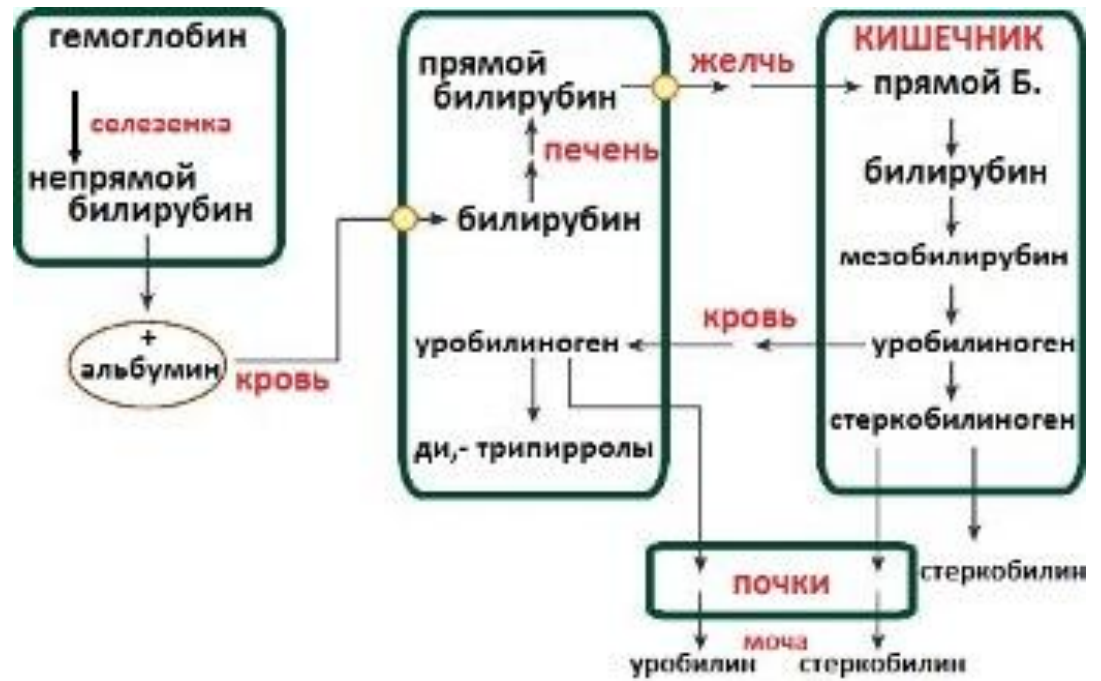 гемоглобин
селезенка
непрямой
билирубин
+
альбумин
кровь
прямой
билирубин
печень
билирубин
уробилиноген
ди,- трипирролы
желчь
кровь
КИШЕЧНИК
прямой Б.
билирубин
мезобилирубин
уробилиноген
стеркобилиноген
стеркобилин
почки
моча
уробилин
стеркобилин